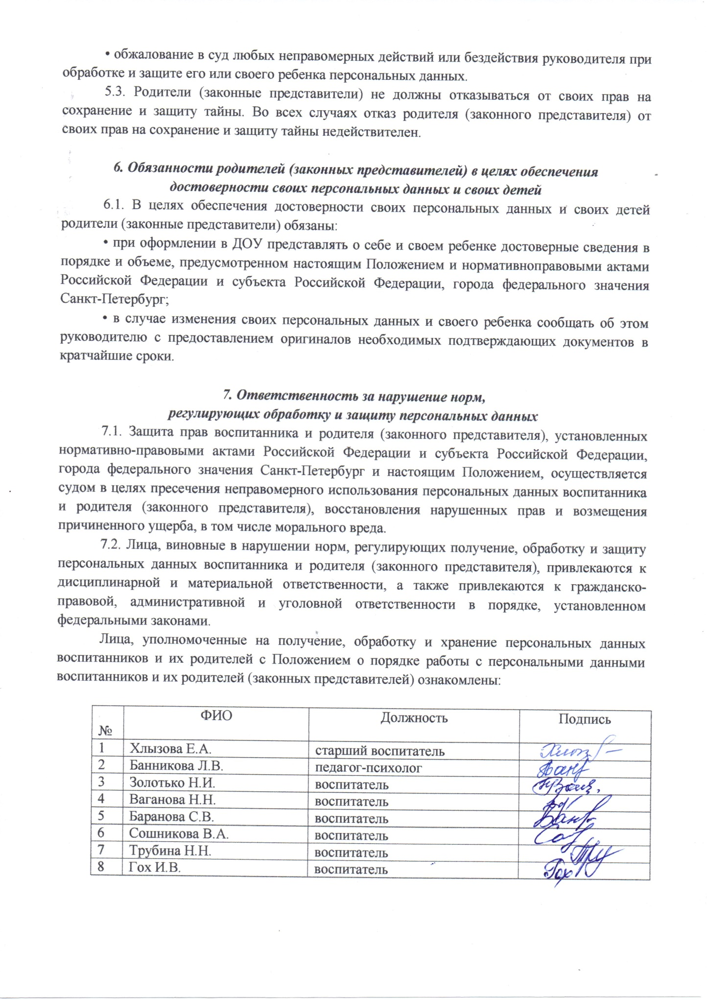 • обжалование в суд любых неправомерных действий или бездействия руководителя при
обработке и защите его или своего ребенка персональных данных.
5.3. Родители (законные представители) не должны отказываться от своих прав на
сохранение и защиту тайны. Во всех случаях отказ родителя (законного представителя) от
своих прав на сохранение и защиту тайны недействителен.
6. Обязанности родителей (законных представителей) в целях обеспечения
достоверности своих персональных данных и своих детей
6.1. В целях обеспечения достоверности своих персональных данных и своих детей
родители (законные представители) обязаны:
• при оформлении в ДОУ представлять о себе и своем ребенке достоверные сведения в
порядке и объеме, предусмотренном настоящим Положением и нормативноправовыми актами
Российской Федерации и субъекта Российской Федерации, города федерального значения
Санкт-Петербург;
• в случае изменения своих персональных данных и своего ребенка сообщать об этом
руководителю с предоставлением оригиналов необходимых подтверждающих документов в
кратчайшие сроки.
7. Ответственность за нарушение норм,
регулирующих обработку и защиту персональных данных
7.1. Защита прав воспитанника и родителя (законного представителя), установленных
нормативно-правовыми актами Российской Федерации и субъекта Российской Федерации,
города федерального значения Санкт-Петербург и настоящим Положением, осуществляется
судом в целях пресечения неправомерного использования персональных данных воспитанника
и родителя (законного представителя), восстановления нарушенных прав и возмещения
причиненного ущерба, в том числе морального вреда.
7.2. Лица, виновные в нарушении норм, регулирующих получение, обработку и защиту
персональных данных воспитанника и родителя (законного представителя), привлекаются к
дисциплинарной и материальной ответственности, а также привлекаются к гражданско-
правовой, административной и уголовной ответственности в порядке, установленном
федеральными законами.
Лица, уполномоченные на получение, обработку и хранение персональных данных
воспитанников и их родителей с Положением о порядке работы с персональными данными
воспитанников и их родителей (законных представителей) ознакомлены:
№ ФИО Должность Подпись
1 Хлызова Е.А. старший воспитатель
2 Банникова Л.В. педагог-психолог
3 Золотько Н.И. воспитатель
4 Ваганова Н.Н. воспитатель
5 Баранова С.В. воспитатель
6 Сошникова В.А. воспитатель
7 Трубина Н.Н. воспитатель
8 Гох И.В. воспитатель Гох